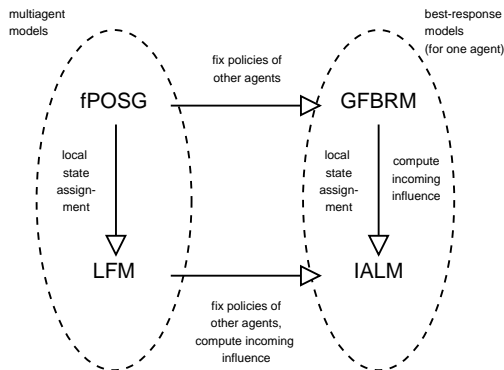 multiagent
models
best-response
models
(for one agent)
fix policies of
other agents
fPOSG
GFBRM
local
state
assign-
ment
local
state
assign-
ment
compute
incoming
influence
LFM
IALM
fix policies of
other agents,
compute incoming
influence